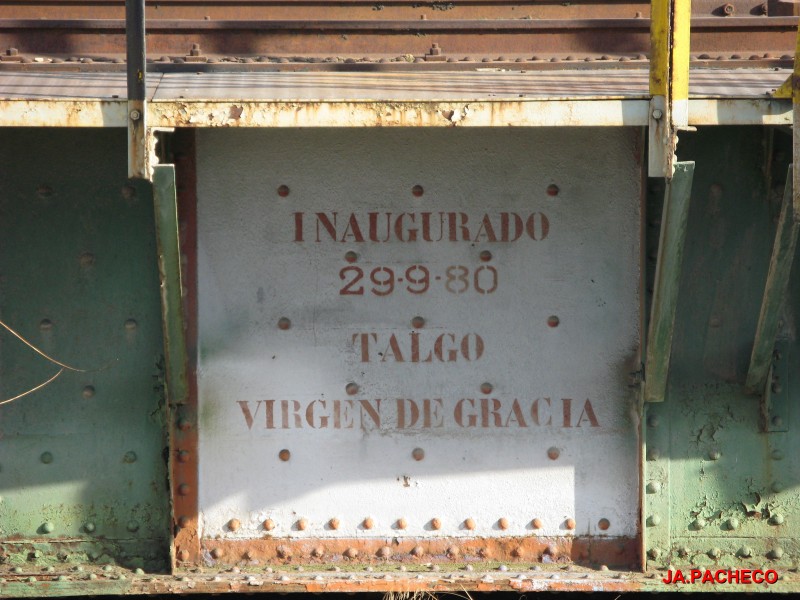 INAUGURADO
29-9-80
TALGO
VIRGEN DE GRACIA
JA.PACHECO